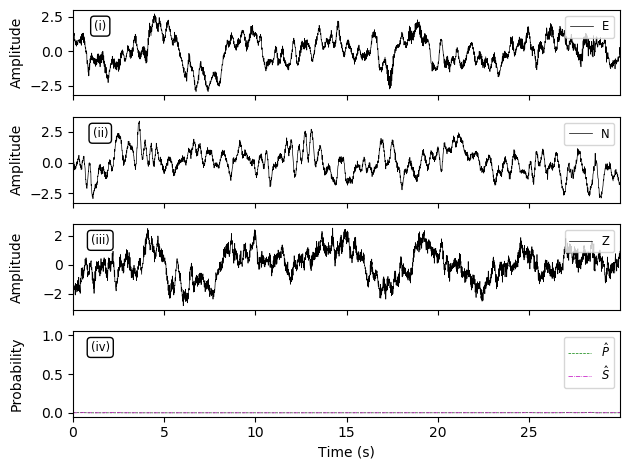 Amplitude
2.5
0.0
−2.5
(i)
E
Amplitude
2.5
0.0
−2.5
(ii)
N
Amplitude
2
0
−2
(iii)
Z
Probability
1.0
0.5
0.0
(iv)
P̂
Ŝ
0 5 10 15 20 25
Time (s)